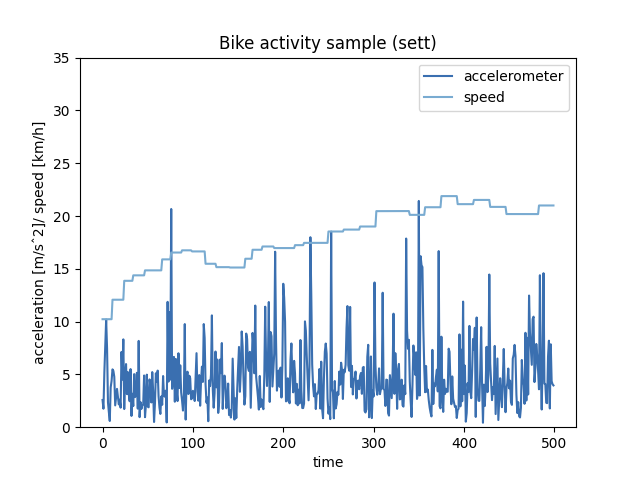 Bike activity sample (sett)
accelerometer
speed
acceleration [m/s^2]/ speed [km/h]
35
30
25
20
15
10
5
0
0 100 200 300 400 500
time